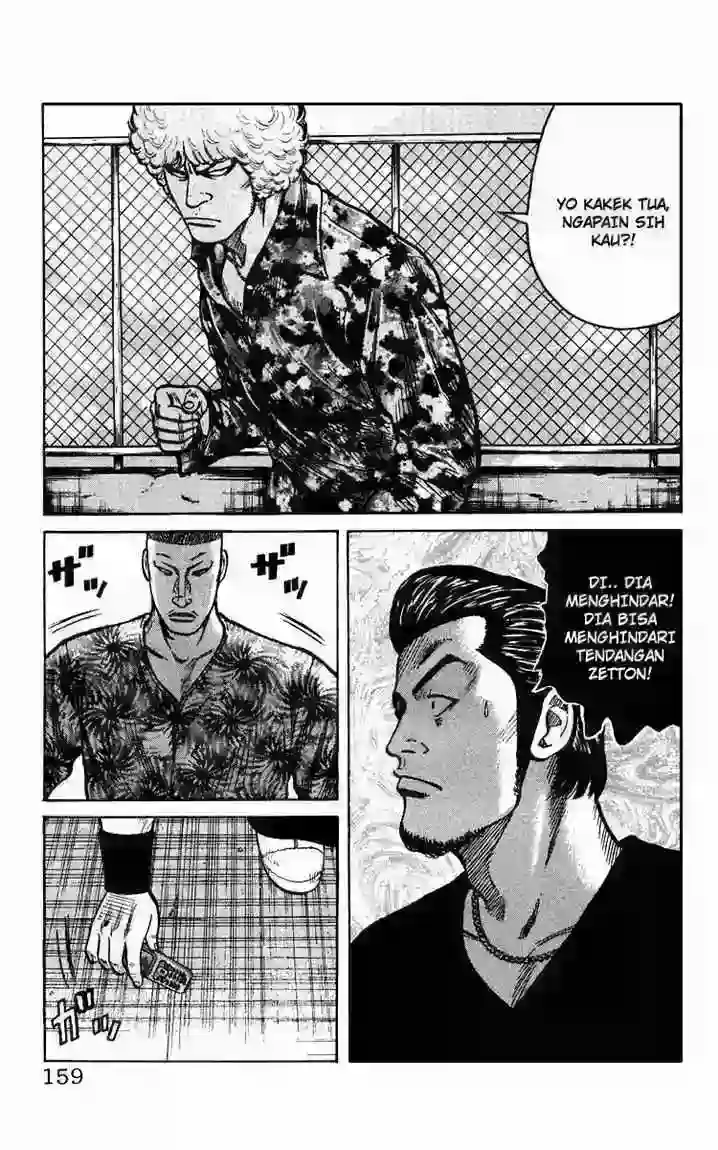 YO KAKEK TUA,
NGAPAIN SIH
KAU?!
ザッ
ザッ
DI.. DIA
MENGHINDAR!
DIA BISA
MENGHINDARI
TENDANGAN
ZETTON!
ガッ
159